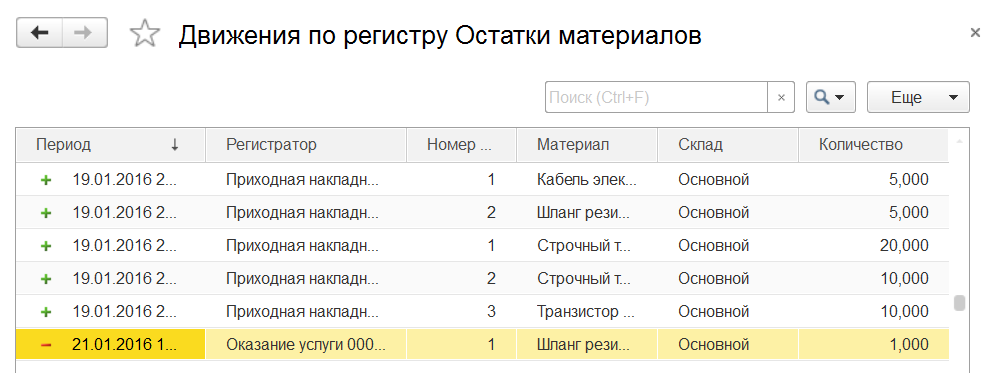 Движения по регистру Остатки материалов
Поиск (Ctrl+F) Еще
Период Регистратор Номер ... Материал Склад Количество
19.01.2016 2... Приходная накладн... 1 Кабель элек... Основной 5,000
19.01.2016 2... Приходная накладн... 2 Шланг рези... Основной 5,000
19.01.2016 2... Приходная накладн... 1 Строчный т... Основной 20,000
19.01.2016 2... Приходная накладн... 2 Строчный т... Основной 10,000
19.01.2016 2... Приходная накладн... 3 Транзистор ... Основной 10,000
21.01.2016 1... Оказание услуги 000... 1 Шланг рези... Основной 1,000